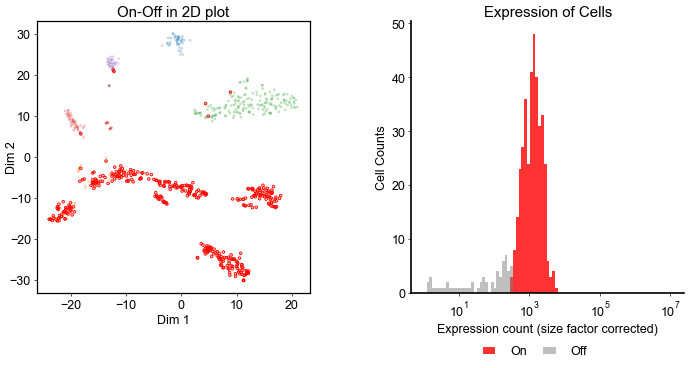 On-Off in 2D plot
30
20
10
0
−10
−20
−30
Dim 2
−20 −10 0 10 20
Dim 1
Expression of Cells
50
40
30
20
10
0
Cell Counts
10^1 10^3 10^5 10^7
Expression count (size factor corrected)
On Off